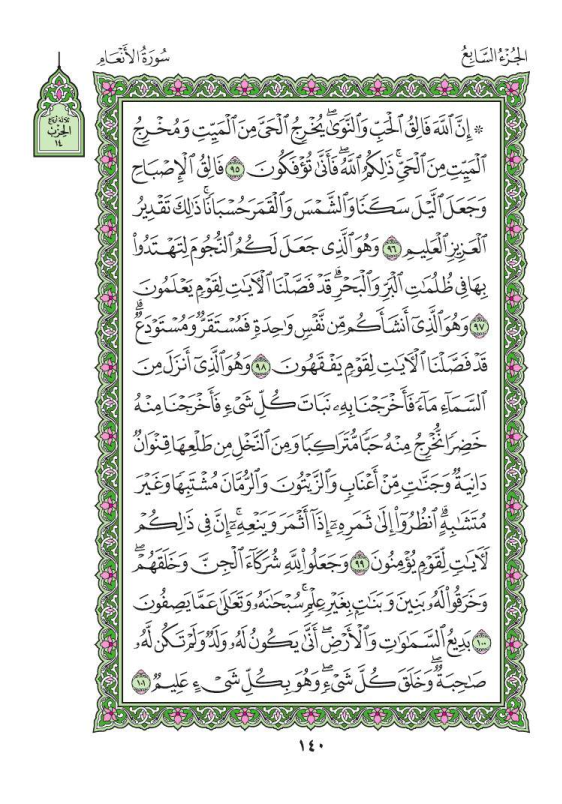 الجُزْءُ السَّابِعُ
سُورَةُ الأَنْعَامِ
ثلاثة أرباع
الحِزْب
١٤
* إِنَّ ٱللَّهَ فَالِقُ ٱلْحَبِّ وَٱلنَّوَىٰۖ يُخْرِجُ ٱلْحَيَّ مِنَ ٱلْمَيِّتِ وَمُخْرِجُ
ٱلْمَيِّتِ مِنَ ٱلْحَيِّۚ ذَٰلِكُمُ ٱللَّهُۖ فَأَنَّىٰ تُؤْفَكُونَ ٩٥ فَالِقُ ٱلْإِصْبَاحِ
وَجَعَلَ ٱلَّيْلَ سَكَنٗا وَٱلشَّمْسَ وَٱلْقَمَرَ حُسْبَانٗاۚ ذَٰلِكَ تَقْدِيرُ
ٱلْعَزِيزِ ٱلْعَلِيمِ ٩٦ وَهُوَ ٱلَّذِي جَعَلَ لَكُمُ ٱلنُّجُومَ لِتَهْتَدُواْ
بِهَا فِي ظُلُمَٰتِ ٱلْبَرِّ وَٱلْبَحْرِۗ قَدْ فَصَّلْنَا ٱلْأٓيَٰتِ لِقَوْمٖ يَعْلَمُونَ
٩٧ وَهُوَ ٱلَّذِيٓ أَنشَأَكُم مِّن نَّفْسٖ وَٰحِدَةٖ فَمُسْتَقَرّٞ وَمُسْتَوْدَعٞۗ
قَدْ فَصَّلْنَا ٱلْأٓيَٰتِ لِقَوْمٖ يَفْقَهُونَ ٩٨ وَهُوَ ٱلَّذِيٓ أَنزَلَ مِنَ
ٱلسَّمَآءِ مَآءٗ فَأَخْرَجْنَا بِهِۦ نَبَاتَ كُلِّ شَيْءٖ فَأَخْرَجْنَا مِنْهُ
خَضِرٗا نُّخْرِجُ مِنْهُ حَبّٗا مُّتَرَاكِبٗا وَمِنَ ٱلنَّخْلِ مِن طَلْعِهَا قِنْوَانٞ
دَانِيَةٞ وَجَنَّٰتٖ مِّنْ أَعْنَابٖ وَٱلزَّيْتُونَ وَٱلرُّمَّانَ مُشْتَبِهٗا وَغَيْرَ
مُتَشَٰبِهٍۗ ٱنظُرُوٓاْ إِلَىٰ ثَمَرِهِۦٓ إِذَآ أَثْمَرَ وَيَنْعِهِۦٓۚ إِنَّ فِي ذَٰلِكُمْ
لَأٓيَٰتٖ لِّقَوْمٖ يُؤْمِنُونَ ٩٩ وَجَعَلُواْ لِلَّهِ شُرَكَآءَ ٱلْجِنَّ وَخَلَقَهُمْۖ
وَخَرَقُواْ لَهُۥ بَنِينَ وَبَنَٰتِۭ بِغَيْرِ عِلْمٖۚ سُبْحَٰنَهُۥ وَتَعَٰلَىٰ عَمَّا يَصِفُونَ
١٠٠ بَدِيعُ ٱلسَّمَٰوَٰتِ وَٱلْأَرْضِۖ أَنَّىٰ يَكُونُ لَهُۥ وَلَدٞ وَلَمْ تَكُن لَّهُۥ
صَٰحِبَةٞۖ وَخَلَقَ كُلَّ شَيْءٖۖ وَهُوَ بِكُلِّ شَيْءٍ عَلِيمٞ ١٠١
١٤٠